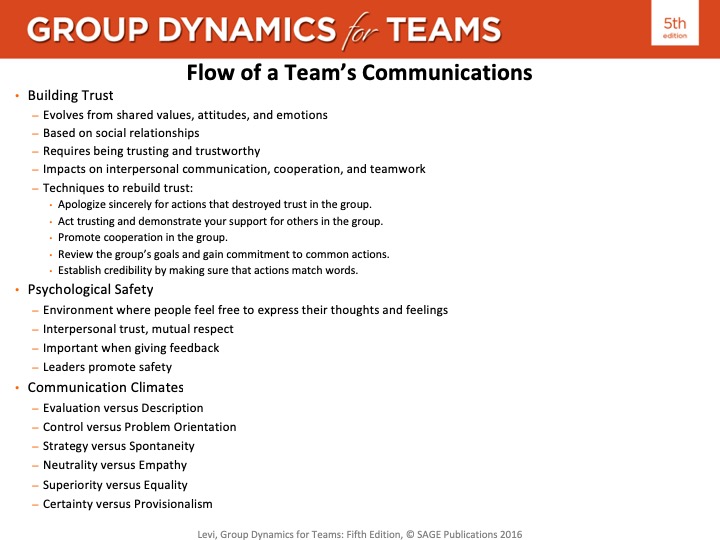 GROUP DYNAMICS for TEAMS
5th
edition
Flow of a Team’s Communications
• Building Trust
– Evolves from shared values, attitudes, and emotions
– Based on social relationships
– Requires being trusting and trustworthy
– Impacts on interpersonal communication, cooperation, and teamwork
– Techniques to rebuild trust:
• Apologize sincerely for actions that destroyed trust in the group.
• Act trusting and demonstrate your support for others in the group.
• Promote cooperation in the group.
• Review the group’s goals and gain commitment to common actions.
• Establish credibility by making sure that actions match words.
• Psychological Safety
– Environment where people feel free to express their thoughts and feelings
– Interpersonal trust, mutual respect
– Important when giving feedback
– Leaders promote safety
• Communication Climates
– Evaluation versus Description
– Control versus Problem Orientation
– Strategy versus Spontaneity
– Neutrality versus Empathy
– Superiority versus Equality
– Certainty versus Provisionalism
Levi, Group Dynamics for Teams: Fifth Edition, © SAGE Publications 2016